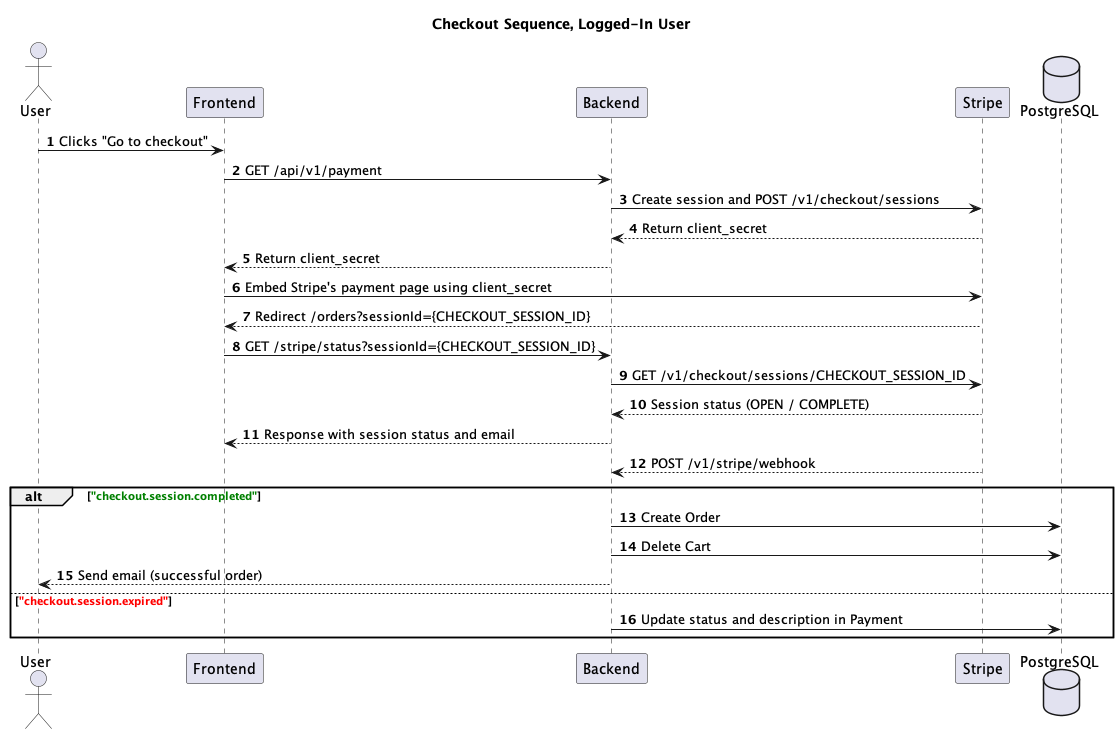 Checkout Sequence, Logged-In User
User
Frontend
Backend
Stripe
PostgreSQL
1 Clicks "Go to checkout"
2 GET /api/v1/payment
3 Create session and POST /v1/checkout/sessions
4 Return client_secret
5 Return client_secret
6 Embed Stripe's payment page using client_secret
7 Redirect /orders?sessionId={CHECKOUT_SESSION_ID}
8 GET /stripe/status?sessionId={CHECKOUT_SESSION_ID}
9 GET /v1/checkout/sessions/CHECKOUT_SESSION_ID
10 Session status (OPEN / COMPLETE)
11 Response with session status and email
12 POST /v1/stripe/webhook
alt ["checkout.session.completed"]
13 Create Order
14 Delete Cart
15 Send email (successful order)
["checkout.session.expired"]
16 Update status and description in Payment
User
Frontend
Backend
Stripe
PostgreSQL